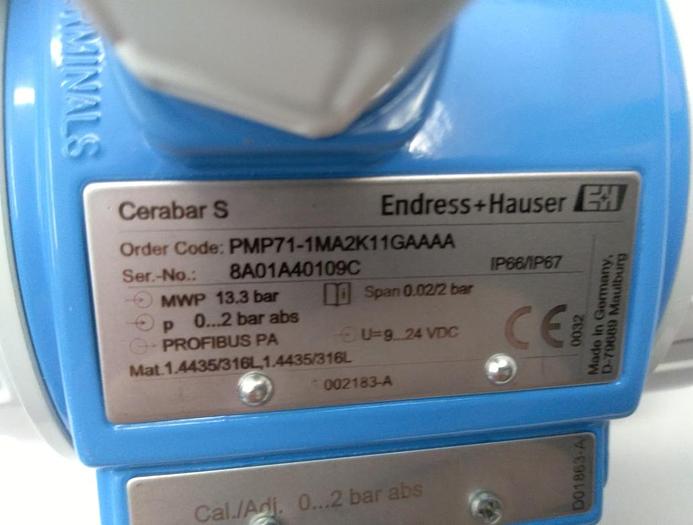 TERMINALS
Cerabar S Endress+Hauser EH
Order Code: PMP71-1MA2K11GAAAA
Ser.-No.: 8A01A40109C IP66/IP67
MWP 13.3 bar Span 0.02/2 bar
p 0...2 bar abs
PROFIBUS PA U=9...24 VDC
CE 0032
Mat.1.4435/316L,1.4435/316L
002183-A
Made in Germany,
D-79689 Maulburg
Cal./Adj. 0...2 bar abs
D01863-A